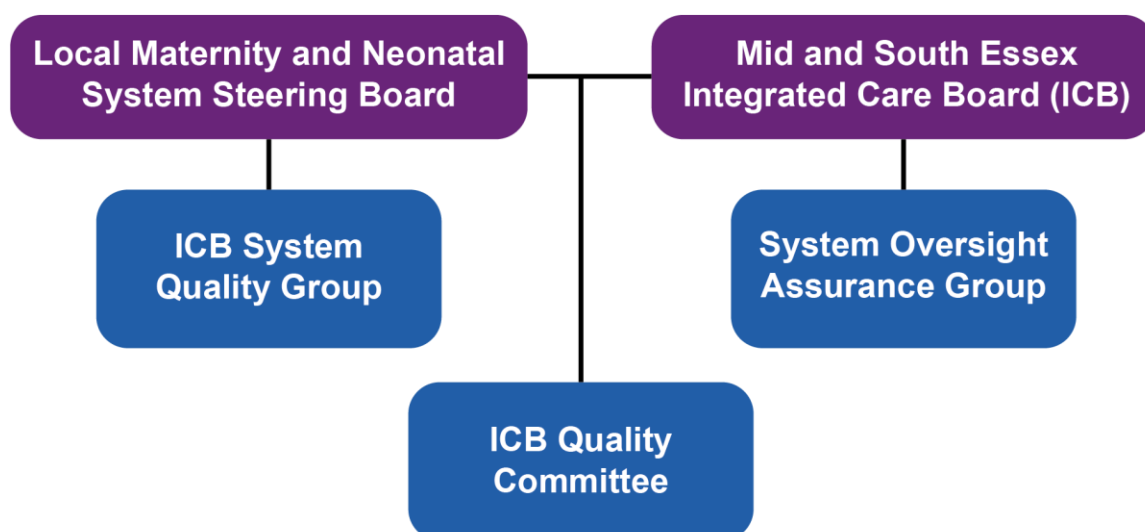 Local Maternity and Neonatal
System Steering Board
Mid and South Essex
Integrated Care Board (ICB)
ICB System
Quality Group
System Oversight
Assurance Group
ICB Quality
Committee